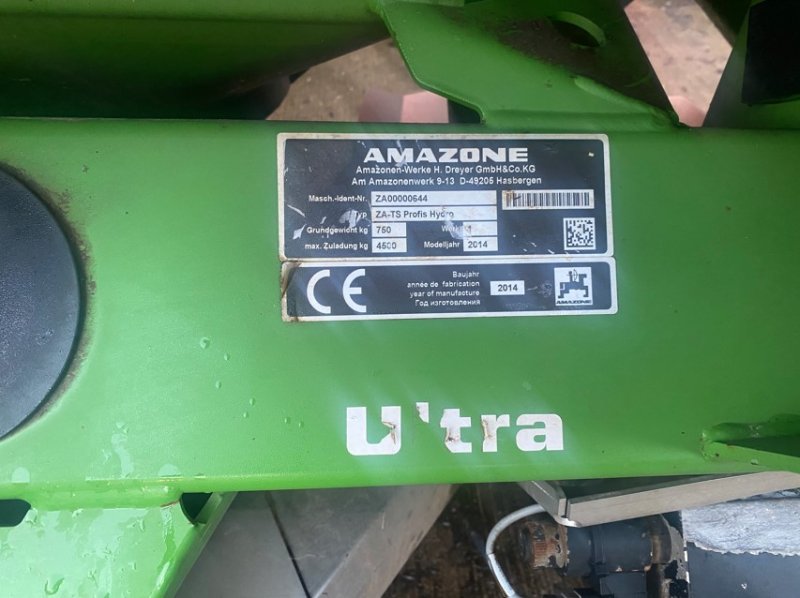 AMAZONE
Amazonen-Werke H. Dreyer GmbH&Co.KG
Am Amazonenwerk 9-13 D-49205 Hasbergen
Masch.-Ident-Nr. ZA00000644
Typ ZA-TS Profis Hydro
Grundgewicht kg 750 Werk
max. Zuladung kg 4500 Modelljahr 2014
CE
Baujahr
année de fabrication
year of manufacture 2014
Год изготовления
AMAZONE
U'tra